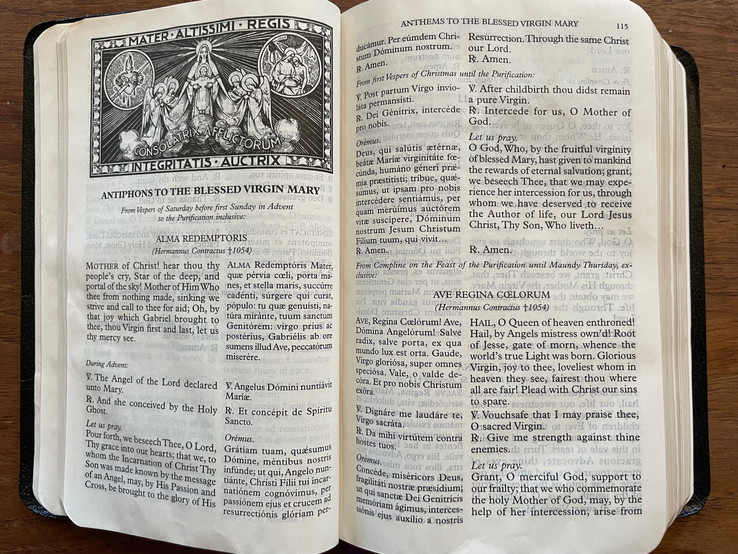 MATER · ALTISSIMI · REGIS
CONSOLATRIX AFFLICTORUM
INTEGRITATIS · AUCTRIX
ANTIPHONS TO THE BLESSED VIRGIN MARY
From Vespers of Saturday before first Sunday in Advent
to the Purification inclusive:
ALMA REDEMPTORIS
(Hermannus Contractus †1054)
MOTHER of Christ! hear thou thy
people's cry, Star of the deep, and
portal of the sky! Mother of Him Who
thee from nothing made, sinking we
strive and call to thee for aid; Oh, by
that joy which Gabriel brought to
thee, thou Virgin first and last, let us
thy mercy see.
ALMA Redemptóris Mater,
quæ pérvia cœli, porta ma-
nes, et stella maris, succúrre
cadénti, súrgere qui curat,
pópulo: tu quæ genuísti, na-
túra miránte, tuum sanctum
Genitórem: virgo prius ac
postérius, Gabriélis ab ore
sumens illud Ave, peccatórum
miserére.
During Advent:
V. The Angel of the Lord declared
unto Mary.
R. And she conceived by the Holy
Ghost.
Let us pray.
Pour forth, we beseech Thee, O Lord,
Thy grace into our hearts; that we, to
whom the Incarnation of Christ Thy
Son was made known by the message
of an Angel, may, by His Passion and
Cross, be brought to the glory of His
V. Angelus Dómini nuntiávit
Mariæ.
R. Et concépit de Spíritu
Sancto.
Orémus.
Grátiam tuam, quǽsumus
Dómine, méntibus nostris
infúnde; ut qui, Angelo nun-
tiánte, Christi Fílii tui incar-
natiónem cognóvimus, per
passiónem ejus et crucem ad
resurrectiónis glóriam per-
ANTHEMS TO THE BLESSED VIRGIN MARY 115
ducámur. Per eúmdem Chri-
stum Dóminum nostrum.
R. Amen.
Resurrection. Through the same Christ
our Lord.
R. Amen.
From first Vespers of Christmas until the Purification:
V. Post partum Virgo invio-
láta permansísti.
R. Dei Génitrix, intercéde
pro nobis.
Orémus.
Deus, qui salútis ætérnæ,
beátæ Maríæ virginitáte fœ-
cúnda, humáno géneri præ-
mia præstitísti; tríbue, quǽ-
sumus, ut ipsam pro nobis
intercédere sentiámus, per
quam merúimus auctórem
vitæ suscípere, Dóminum
nostrum Jesum Christum
Fílium tuum, qui vivit...
R. Amen.
V. After childbirth thou didst remain
a pure Virgin.
R. Intercede for us, O Mother of
God.
Let us pray.
O God, Who, by the fruitful virginity
of blessed Mary, hast given to mankind
the rewards of eternal salvation; grant,
we beseech Thee, that we may expe-
rience her intercession for us, through
whom we have deserved to receive
the Author of life, our Lord Jesus
Christ, Thy Son, Who liveth...
R. Amen.
From Compline on the Feast of the Purification until Maundy Thursday, ex-
clusive:
AVE REGINA CŒLORUM
(Hermannus Contractus †1054)
AVE, Regína Cœlórum! Ave,
Dómina Angelórum! Salve
radix, salve porta, ex qua
mundo lux est orta. Gaude,
Virgo gloriósa, super omnes
speciósa. Vale, o valde de-
córa. Et pro nobis Christum
exóra.
V. Dignáre me laudáre te,
Virgo sacráta.
R. Da mihi virtútem contra
hostes tuos.
Orémus.
Concéde, miséricors Deus,
fragilitáti nostræ præsídium;
ut qui sanctæ Dei Genitrícis
memóriam ágimus, interces-
siónis ejus auxílio a nostris
HAIL, O Queen of heaven enthroned!
Hail, by Angels mistress own'd! Root
of Jesse, gate of morn, whence the
world's true Light was born. Glorious
Virgin, joy to thee, loveliest whom in
heaven they see, fairest thou where
all are fair! Plead with Christ our sins
to spare.
V. Vouchsafe that I may praise thee,
O sacred Virgin.
R. Give me strength against thine
enemies.
Let us pray.
Grant, O merciful God, support to
our frailty; that we who commemorate
the holy Mother of God, may, by the
help of her intercession, arise from